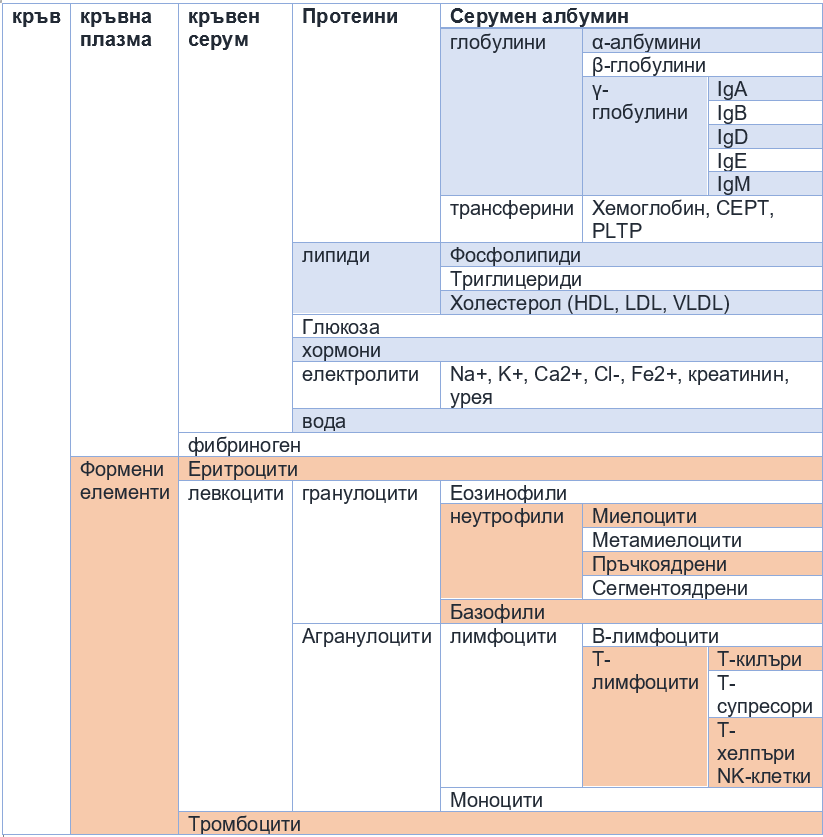 кръв
кръвна
плазма
кръвен
серум
Протеини
Серумен албумин
глобулини
α-албумини
β-глобулини
γ-
глобулини
IgA
IgB
IgD
IgE
IgM
трансферини
Хемоглобин, CEPT,
PLTP
липиди
Фосфолипиди
Триглицериди
Холестерол (HDL, LDL, VLDL)
Глюкоза
хормони
електролити
Na+, K+, Ca2+, Cl-, Fe2+, креатинин,
урея
вода
фибриноген
Формени
елементи
Еритроцити
левкоцити
гранулоцити
Еозинофили
неутрофили
Миелоцити
Метамиелоцити
Пръчкоядрени
Сегментоядрени
Базофили
Агранулоцити
лимфоцити
В-лимфоцити
Т-
лимфоцити
Т-килъри
Т-
супресори
Т-
хелпъри
NK-клетки
Моноцити
Тромбоцити